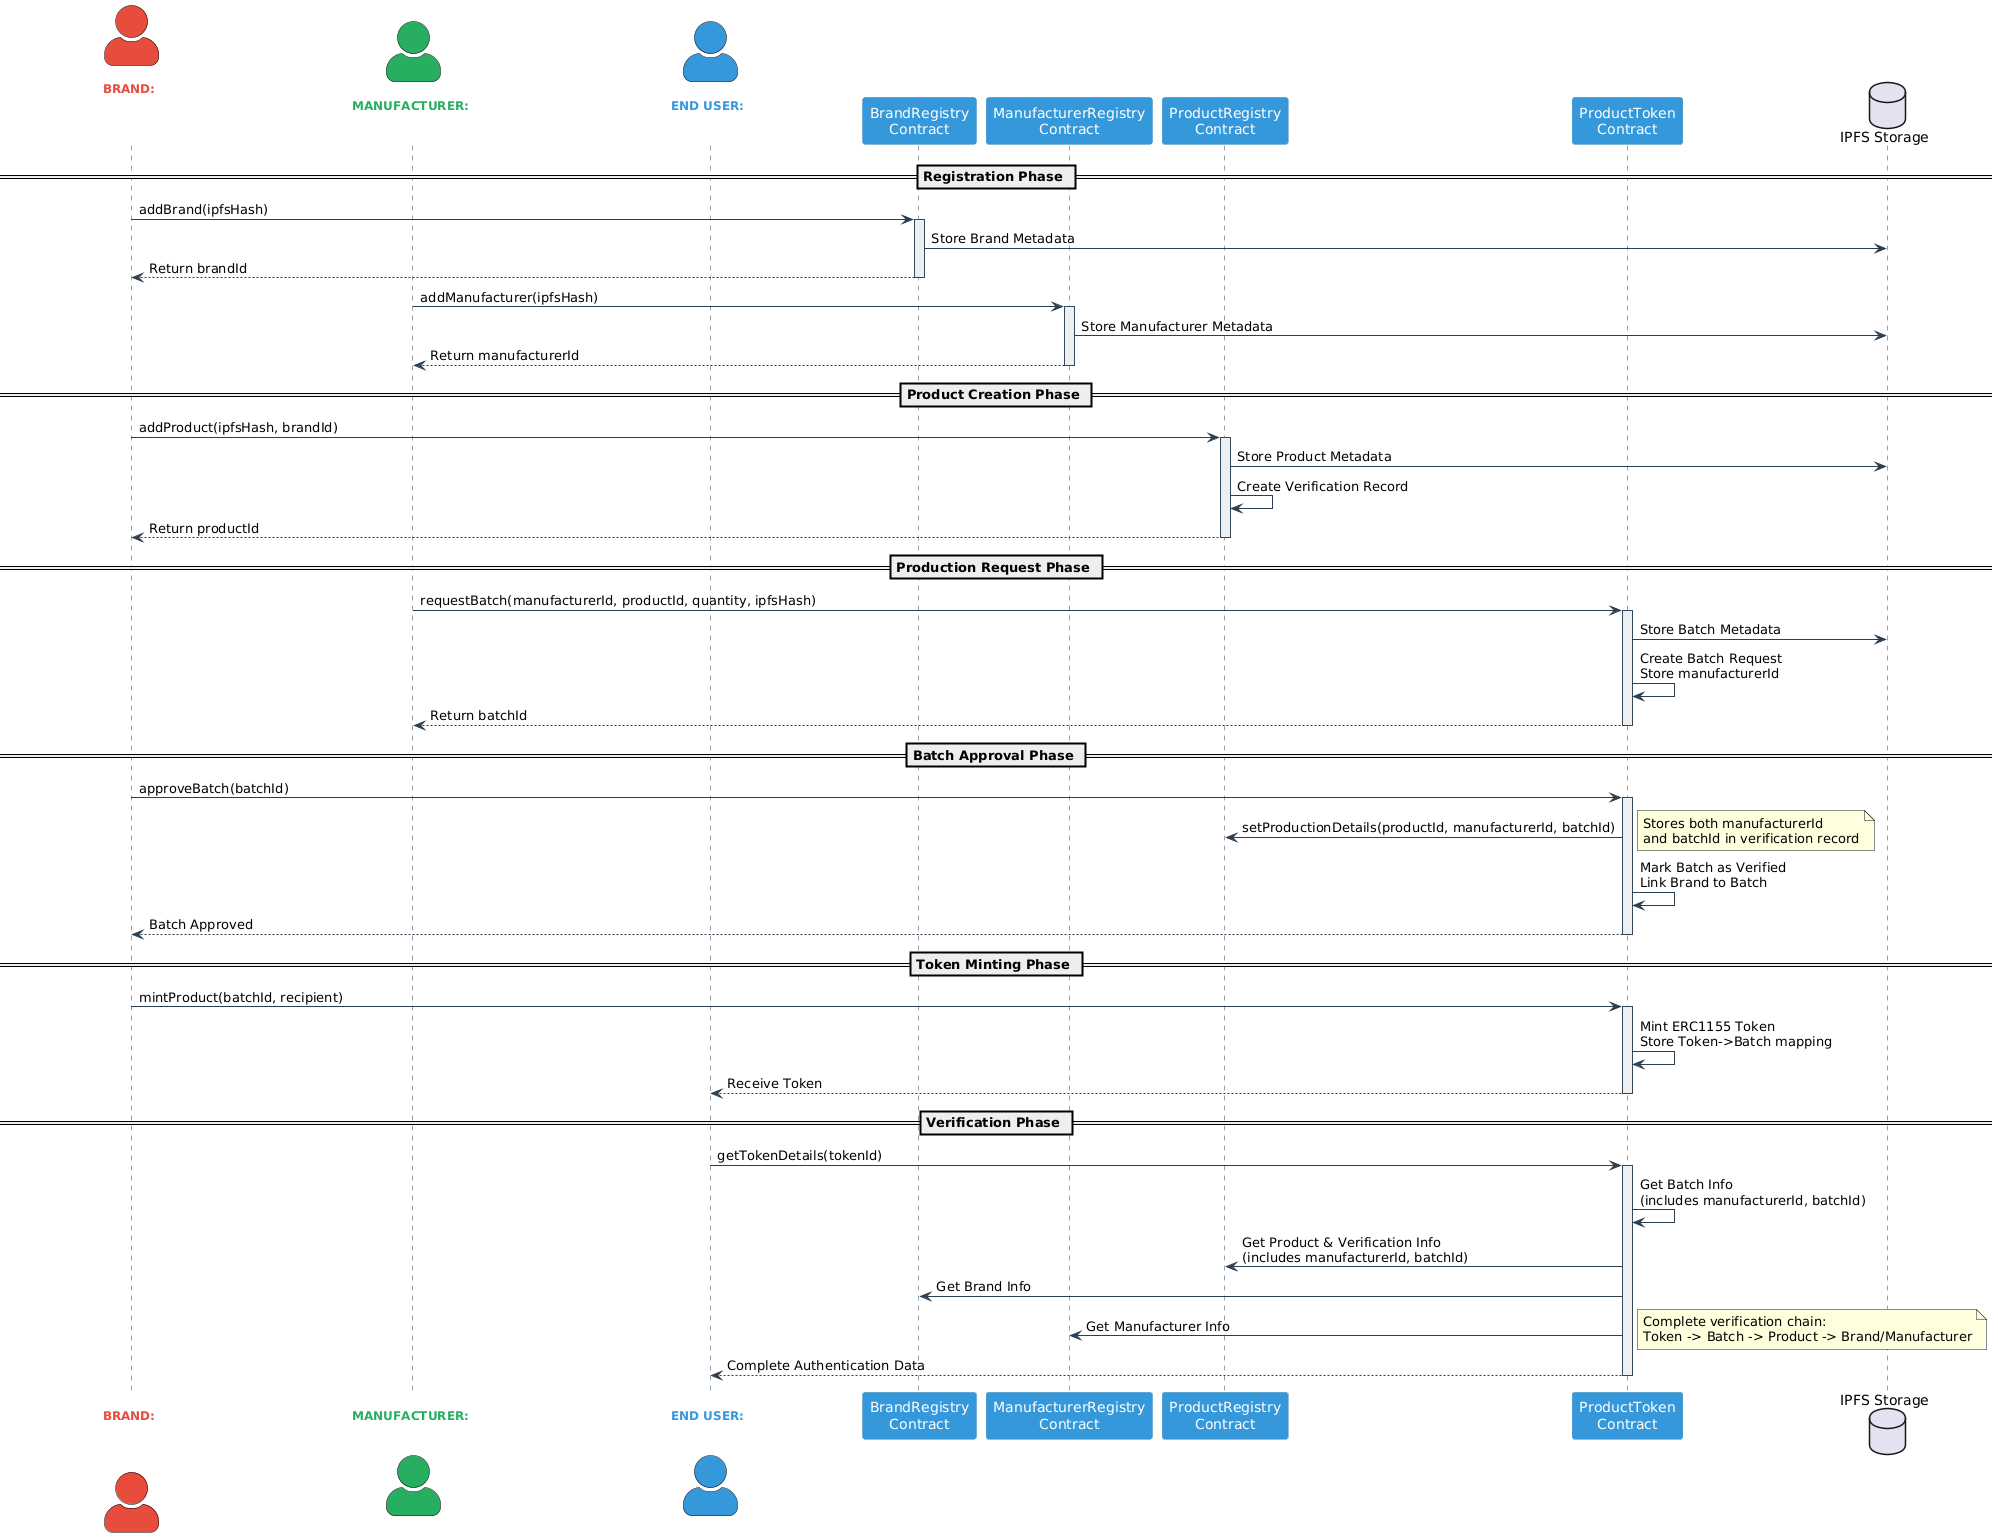 BRAND:
MANUFACTURER:
END USER:
BrandRegistry
Contract
ManufacturerRegistry
Contract
ProductRegistry
Contract
ProductToken
Contract
IPFS Storage
Registration Phase
addBrand(ipfsHash)
Store Brand Metadata
Return brandId
addManufacturer(ipfsHash)
Store Manufacturer Metadata
Return manufacturerId
Product Creation Phase
addProduct(ipfsHash, brandId)
Store Product Metadata
Create Verification Record
Return productId
Production Request Phase
requestBatch(manufacturerId, productId, quantity, ipfsHash)
Store Batch Metadata
Create Batch Request
Store manufacturerId
Return batchId
Batch Approval Phase
approveBatch(batchId)
setProductionDetails(productId, manufacturerId, batchId)
Stores both manufacturerId
and batchId in verification record
Mark Batch as Verified
Link Brand to Batch
Batch Approved
Token Minting Phase
mintProduct(batchId, recipient)
Mint ERC1155 Token
Store Token->Batch mapping
Receive Token
Verification Phase
getTokenDetails(tokenId)
Get Batch Info
(includes manufacturerId, batchId)
Get Product & Verification Info
(includes manufacturerId, batchId)
Get Brand Info
Get Manufacturer Info
Complete verification chain:
Token -> Batch -> Product -> Brand/Manufacturer
Complete Authentication Data
BRAND:
MANUFACTURER:
END USER:
BrandRegistry
Contract
ManufacturerRegistry
Contract
ProductRegistry
Contract
ProductToken
Contract
IPFS Storage